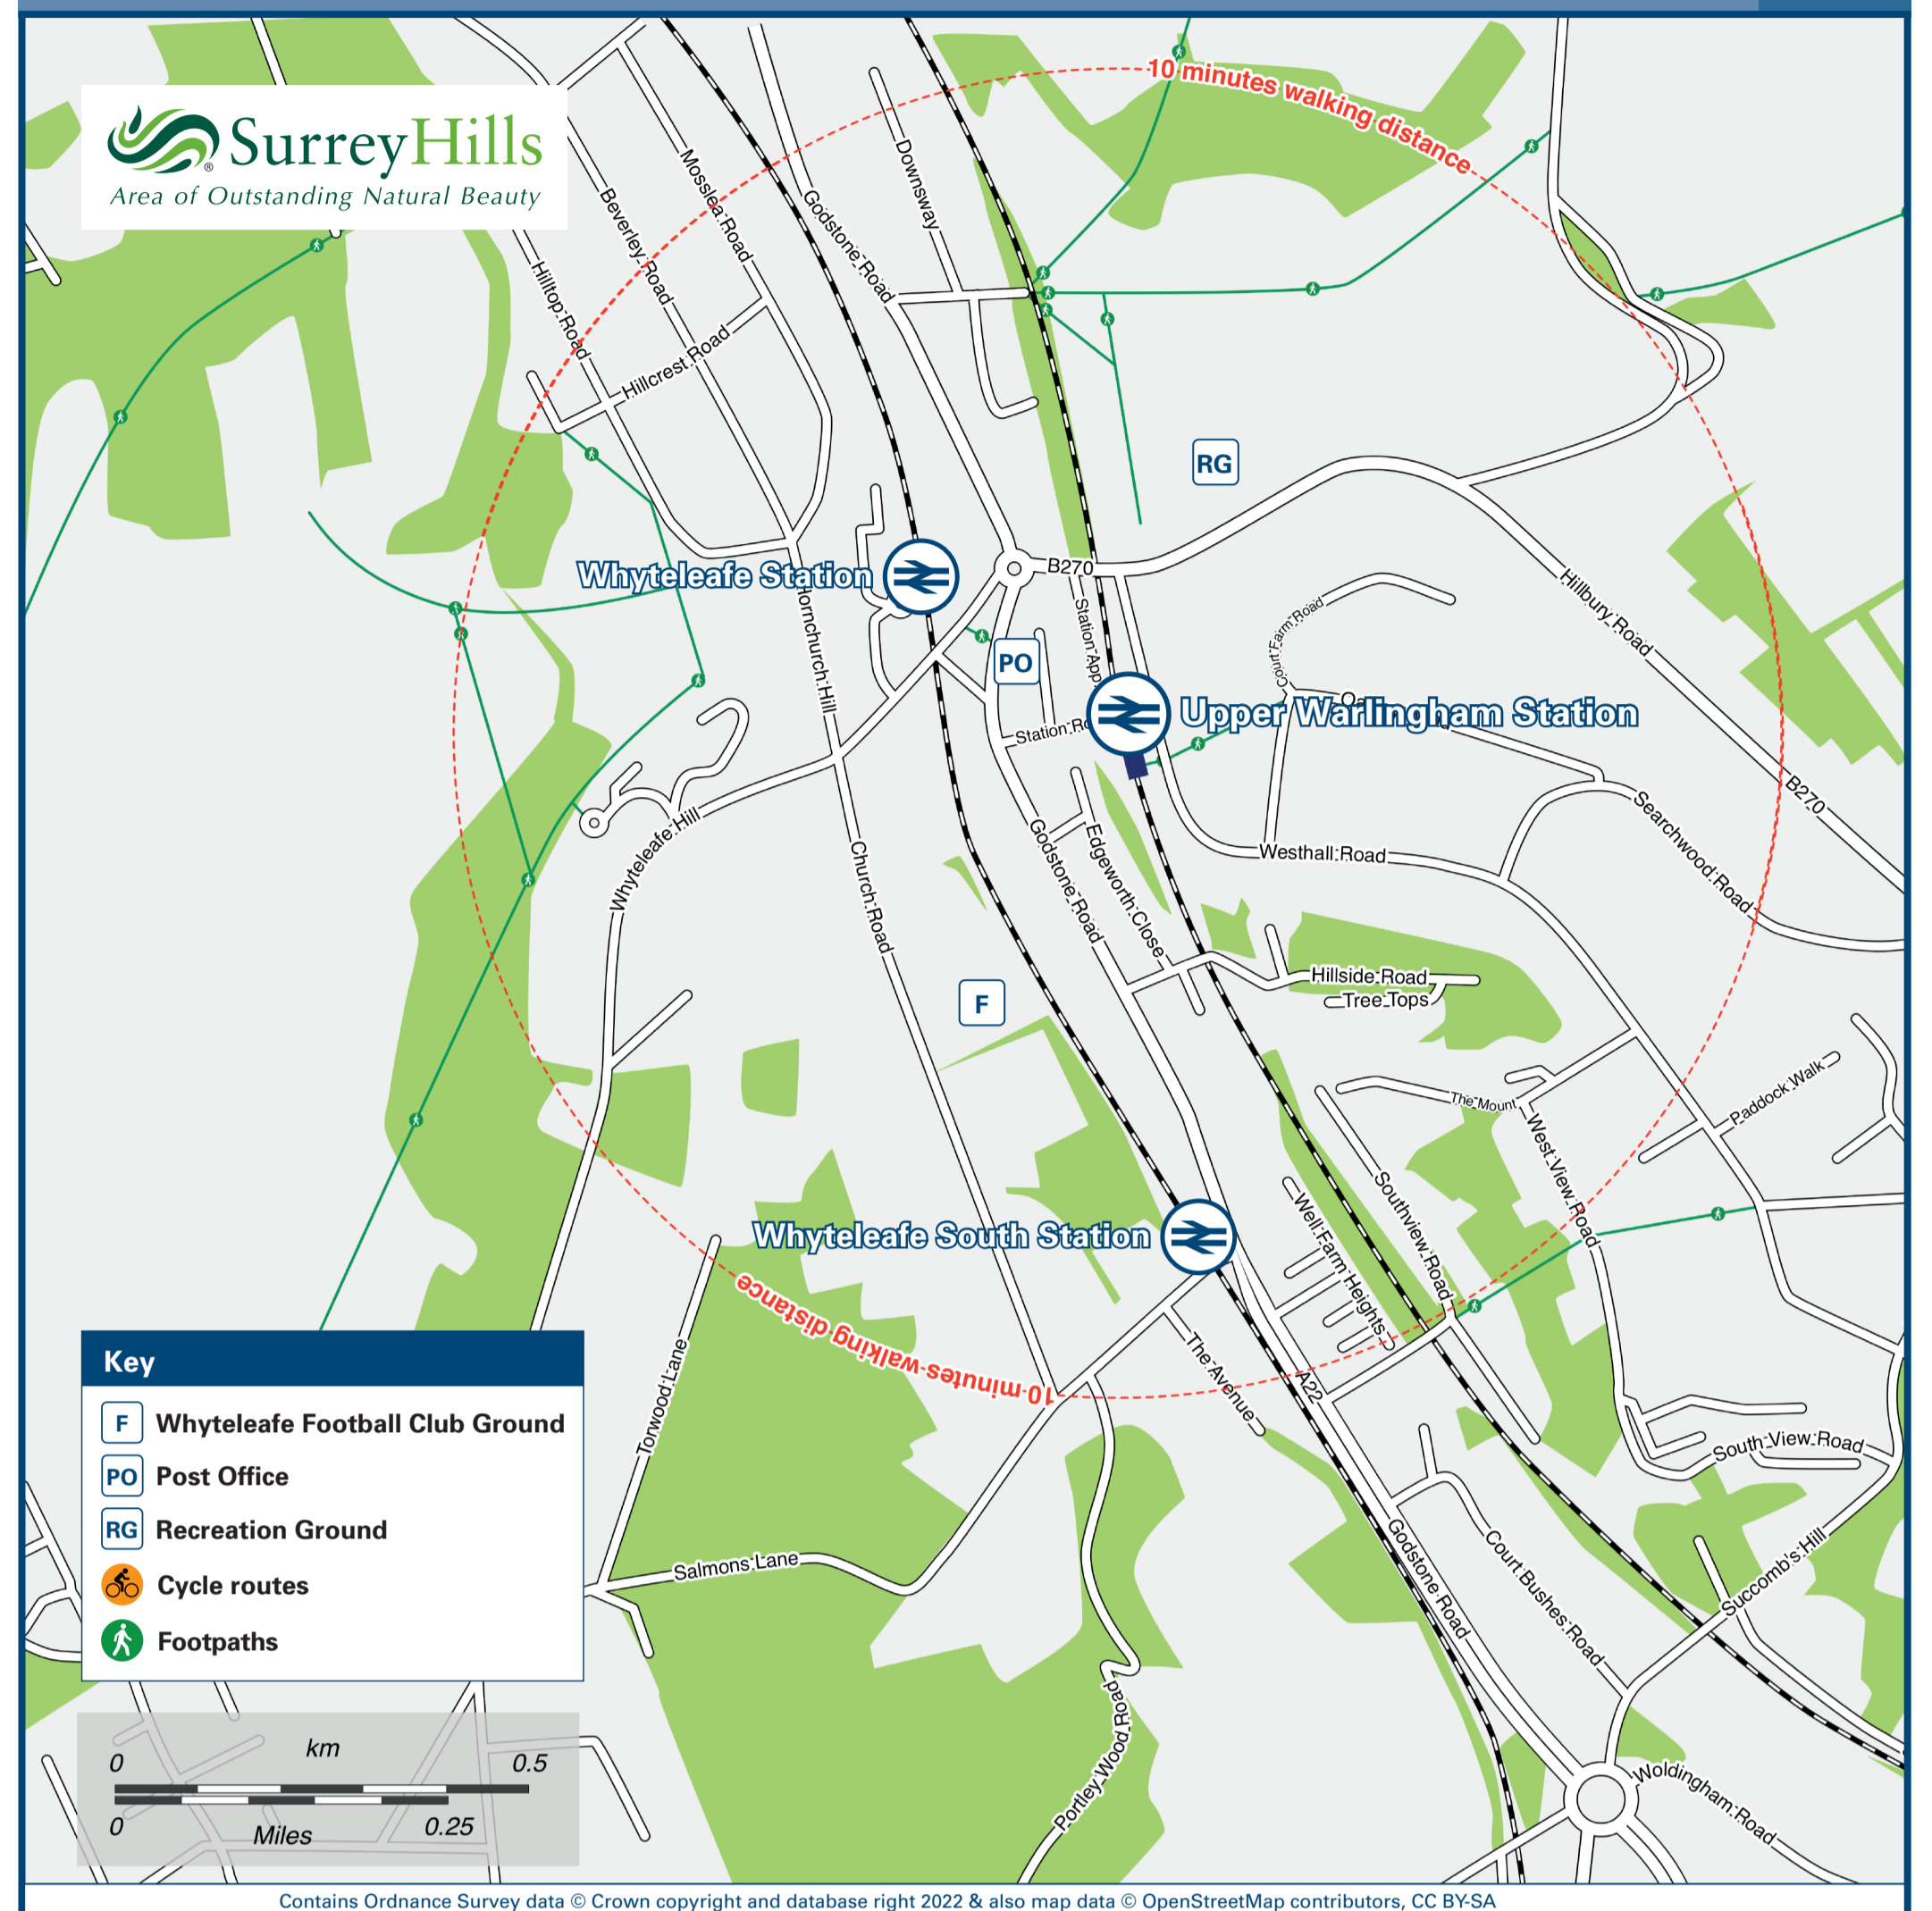 10 minutes walking distance
SurreyHills
®
Area of Outstanding Natural Beauty
Downsway
Mosslea Road
Beverley Road
Godstone Road
Hilltop Road
Hillcrest Road
RG
Whyteleafe Station
B270
Hillbury Road
Hornchurch Hill
Station App
Court Farm Road
PO
Station
Upper Warlingham Station
B270
Searchwood Road
Whyteleafe Hill
Church Road
Godstone Road
Edgeworth Close
Westhall Road
Hillside Road
Tree Tops
F
The Mount
Paddock Walk
West View Road
Southview Road
Well Farm Heights
Whyteleafe South Station
10 minutes walking distance
The Avenue
A22
Torwood Lane
South View Road
Salmons Lane
Godstone Road
Court Bushes Road
Succomb's Hill
Portley Wood Road
Woldingham Road
Key
F Whyteleafe Football Club Ground
PO Post Office
RG Recreation Ground
Cycle routes
Footpaths
0 km 0.5
0 Miles 0.25
Contains Ordnance Survey data © Crown copyright and database right 2022 & also map data © OpenStreetMap contributors, CC BY-SA